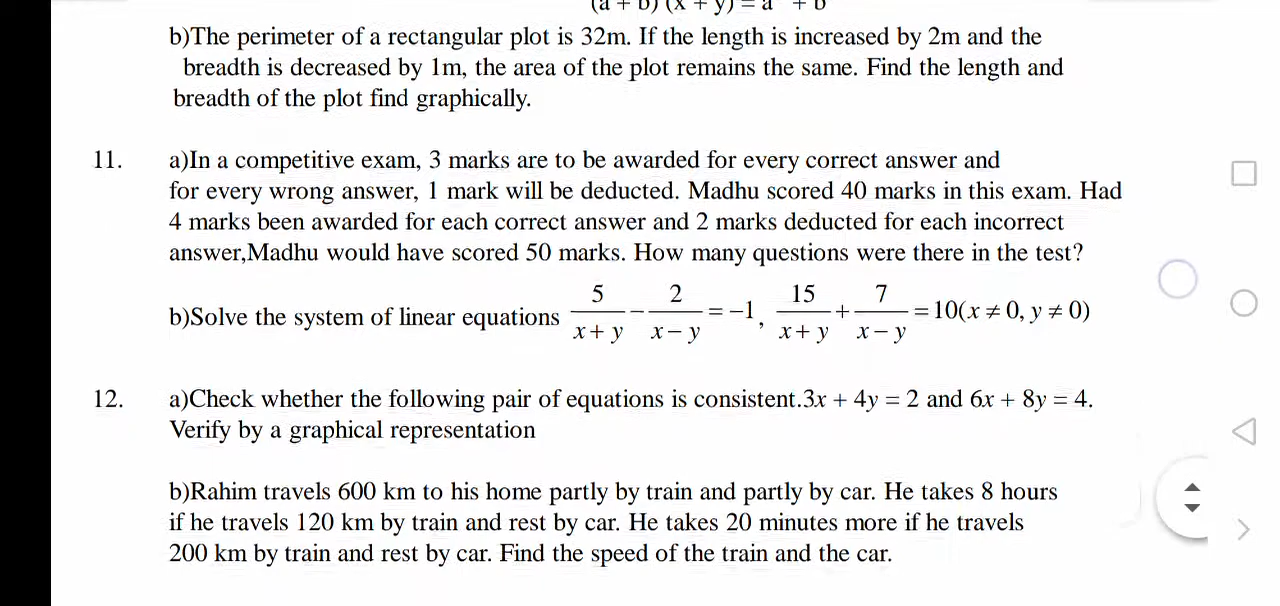 (a + b) (x + y) = a² + b²
b)The perimeter of a rectangular plot is 32m. If the length is increased by 2m and the
breadth is decreased by 1m, the area of the plot remains the same. Find the length and
breadth of the plot find graphically.
11. a)In a competitive exam, 3 marks are to be awarded for every correct answer and
for every wrong answer, 1 mark will be deducted. Madhu scored 40 marks in this exam. Had
4 marks been awarded for each correct answer and 2 marks deducted for each incorrect
answer,Madhu would have scored 50 marks. How many questions were there in the test?
b)Solve the system of linear equations 5/(x + y) − 2/(x − y) = −1, 15/(x + y) + 7/(x − y) = 10(x ≠ 0, y ≠ 0)
12. a)Check whether the following pair of equations is consistent.3x + 4y = 2 and 6x + 8y = 4.
Verify by a graphical representation
b)Rahim travels 600 km to his home partly by train and partly by car. He takes 8 hours
if he travels 120 km by train and rest by car. He takes 20 minutes more if he travels
200 km by train and rest by car. Find the speed of the train and the car.